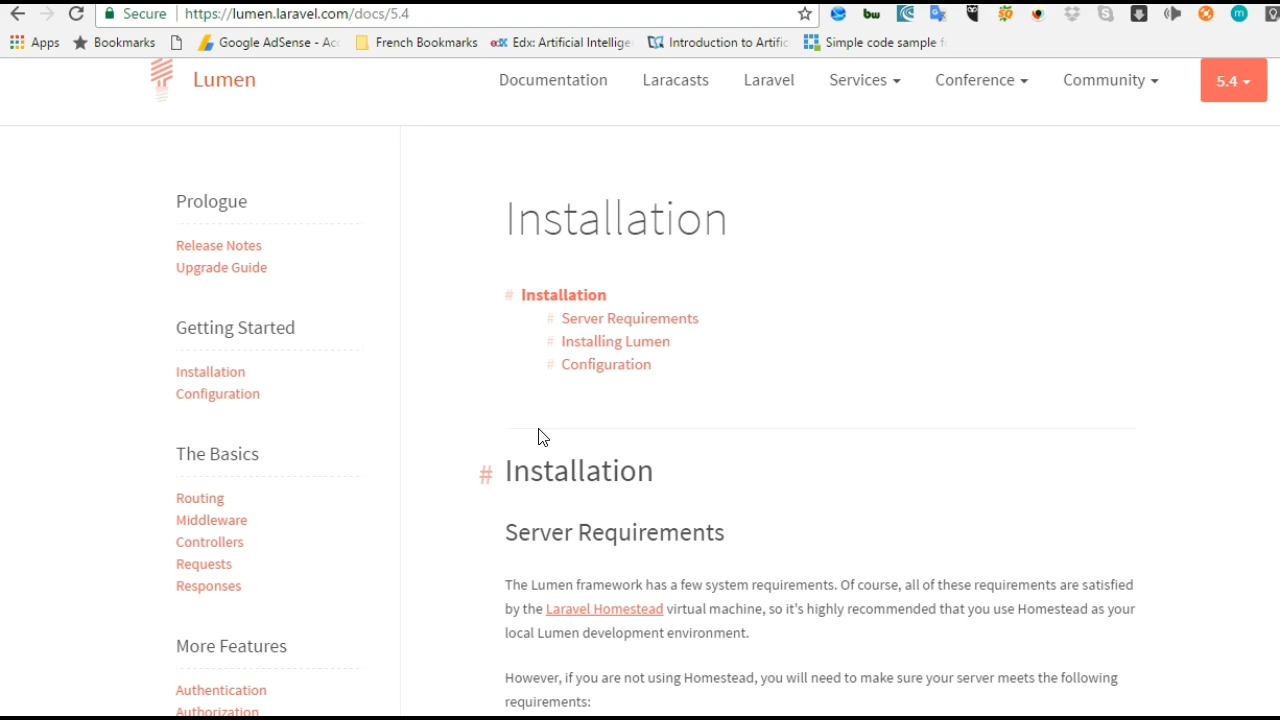 Secure
https://lumen.laravel.com/docs/5.4
Apps
Bookmarks
Google AdSense - Ac
French Bookmarks
edX
Edx: Artificial Intellige
Introduction to Artific
Simple code sample f
Lumen
Documentation
Laracasts
Laravel
Services
Conference
Community
5.4
Prologue
Release Notes
Upgrade Guide
Getting Started
Installation
Configuration
The Basics
Routing
Middleware
Controllers
Requests
Responses
More Features
Authentication
Authorization
Installation
# Installation
# Server Requirements
# Installing Lumen
# Configuration
# Installation
Server Requirements
The Lumen framework has a few system requirements. Of course, all of these requirements are satisfied
by the Laravel Homestead virtual machine, so it's highly recommended that you use Homestead as your
local Lumen development environment.
However, if you are not using Homestead, you will need to make sure your server meets the following
requirements: